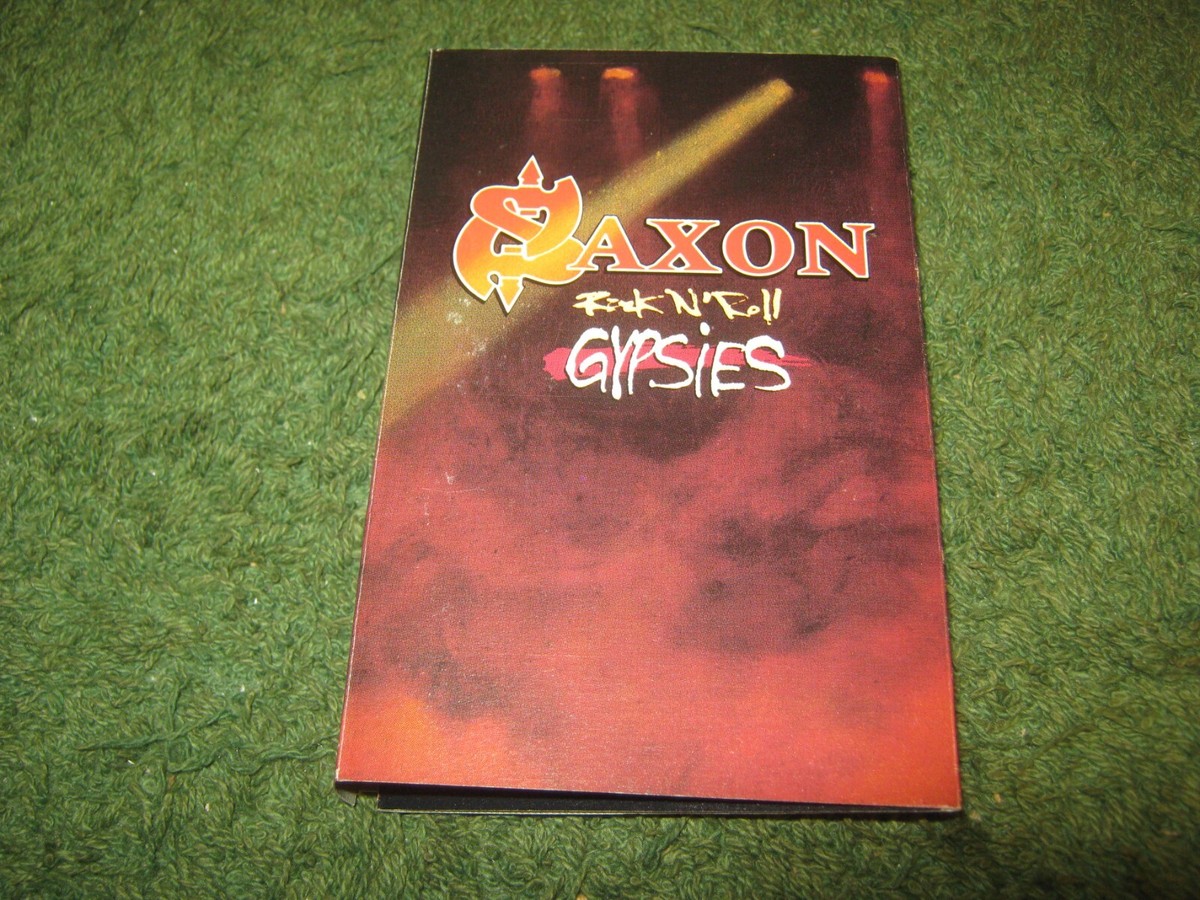 SAXON
Rock N' Roll
GYPSiES